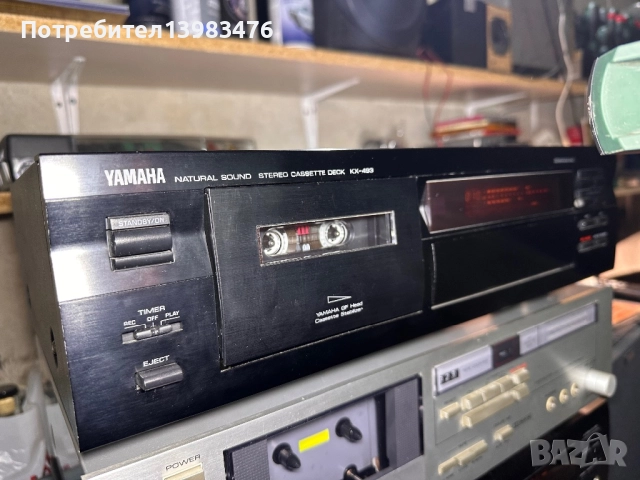 Потребител13983476
YAMAHA NATURAL SOUND STEREO CASSETTE DECK KX-493
STANDBY/ON
TIMER
REC OFF PLAY
EJECT
YAMAHA GF Head
Cassette Stabilizer
POWER
BAZAR